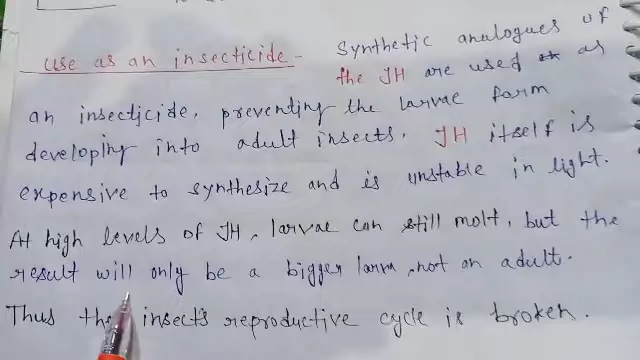 Use as an insecticide - Synthetic analogues of
the JH are used as
an insecticide, preventing the larvae form
developing into adult insects. JH itself is
expensive to synthesize and is unstable in light.
At high levels of JH, larvae can still molt, but the
result will only be a bigger larva, not an adult.
Thus the insect's reproductive cycle is broken.